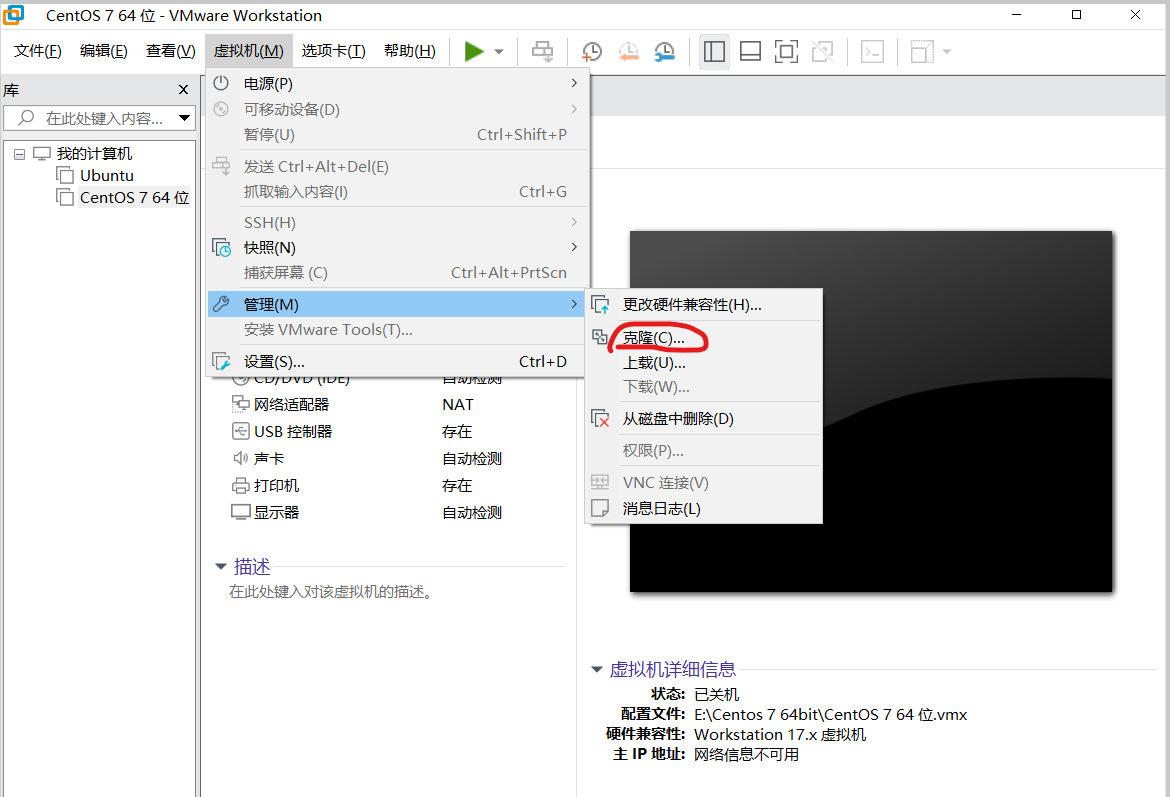 CentOS 7 64 位 - VMware Workstation
文件(F) 编辑(E) 查看(V) 虚拟机(M) 选项卡(T) 帮助(H)
库
在此处键入内容...
我的计算机
Ubuntu
CentOS 7 64 位
电源(P)
可移动设备(D)
暂停(U) Ctrl+Shift+P
发送 Ctrl+Alt+Del(E)
抓取输入内容(I) Ctrl+G
SSH(H)
快照(N)
捕获屏幕 (C) Ctrl+Alt+PrtScn
管理(M)
安装 VMware Tools(T)...
设置(S)... Ctrl+D
更改硬件兼容性(H)...
克隆(C)...
上载(U)...
下载(W)...
从磁盘中删除(D)
权限(P)...
VNC 连接(V)
消息日志(L)
CD/DVD (IDE) 自动检测
网络适配器 NAT
USB 控制器 存在
声卡 自动检测
打印机 存在
显示器 自动检测
描述
在此处键入对该虚拟机的描述。
虚拟机详细信息
状态: 已关机
配置文件: E:\Centos 7 64bit\CentOS 7 64 位.vmx
硬件兼容性: Workstation 17.x 虚拟机
主 IP 地址: 网络信息不可用